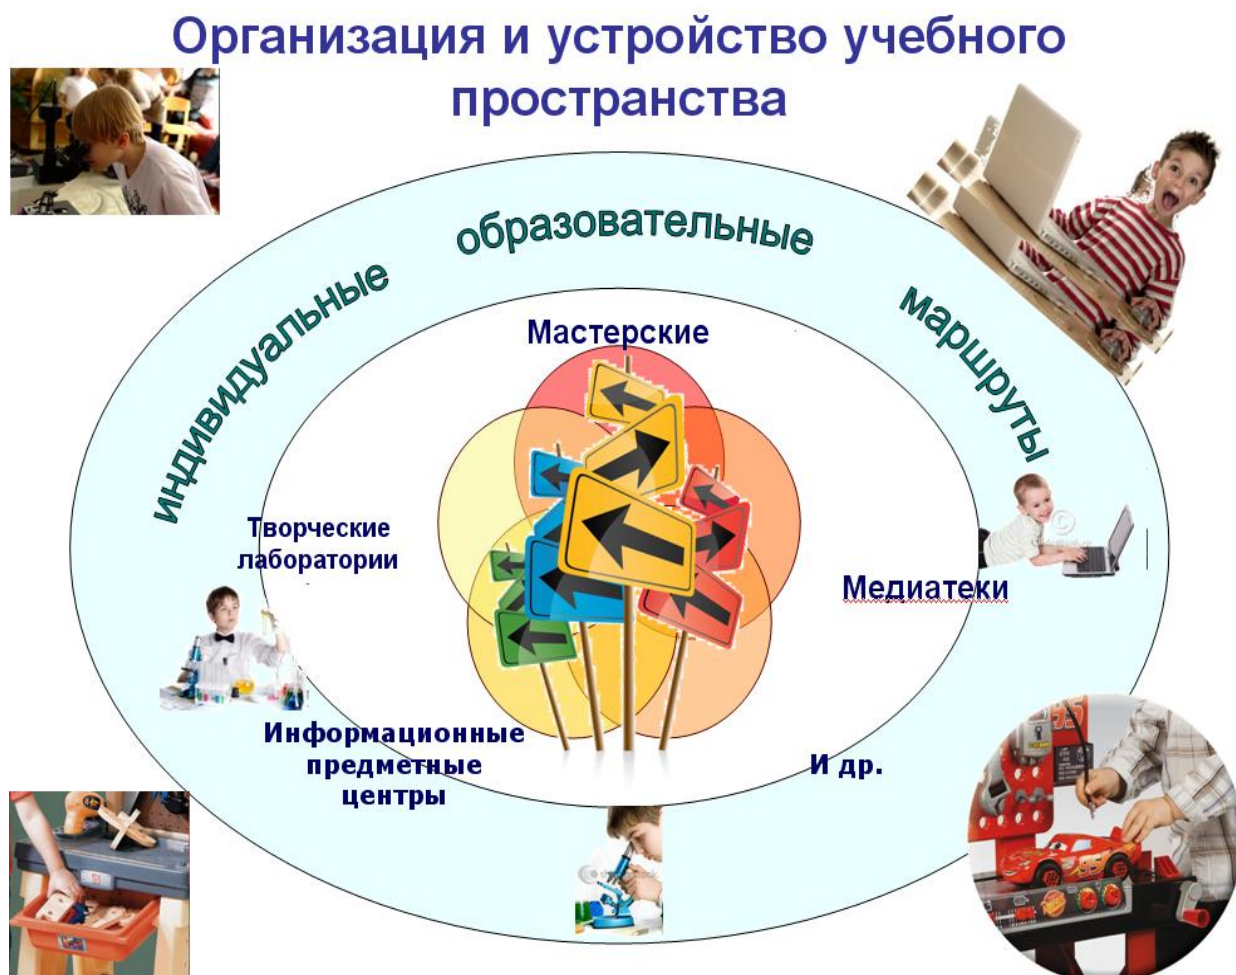 Организация и устройство учебного
пространства
индивидуальные образовательные маршруты
Мастерские
Творческие
лаборатории
Медиатеки
Информационные
предметные
центры
И др.